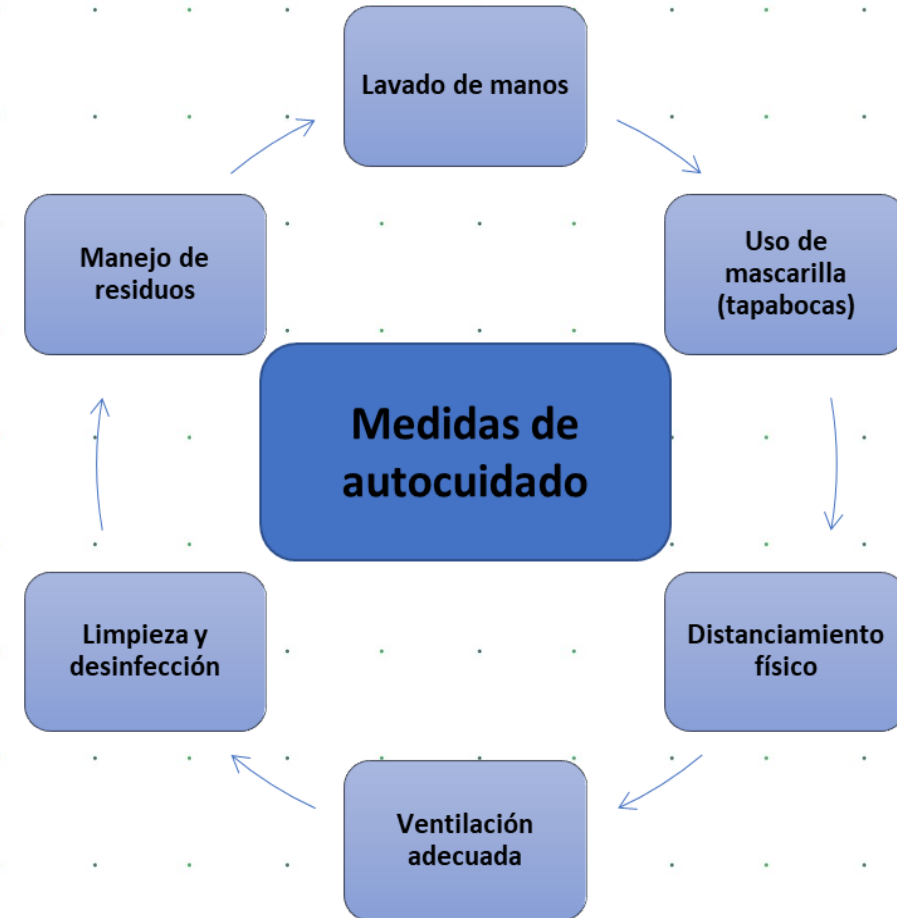 Lavado de manos
Uso de
mascarilla
(tapabocas)
Distanciamiento
físico
Ventilación
adecuada
Limpieza y
desinfección
Manejo de
residuos
Medidas de
autocuidado